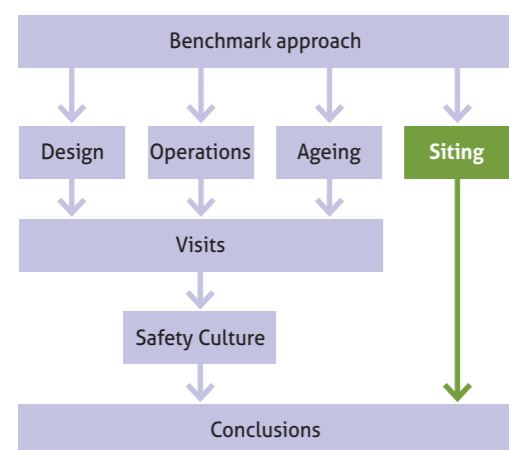 Benchmark approach
Design Operations Ageing Siting
Visits
Safety Culture
Conclusions